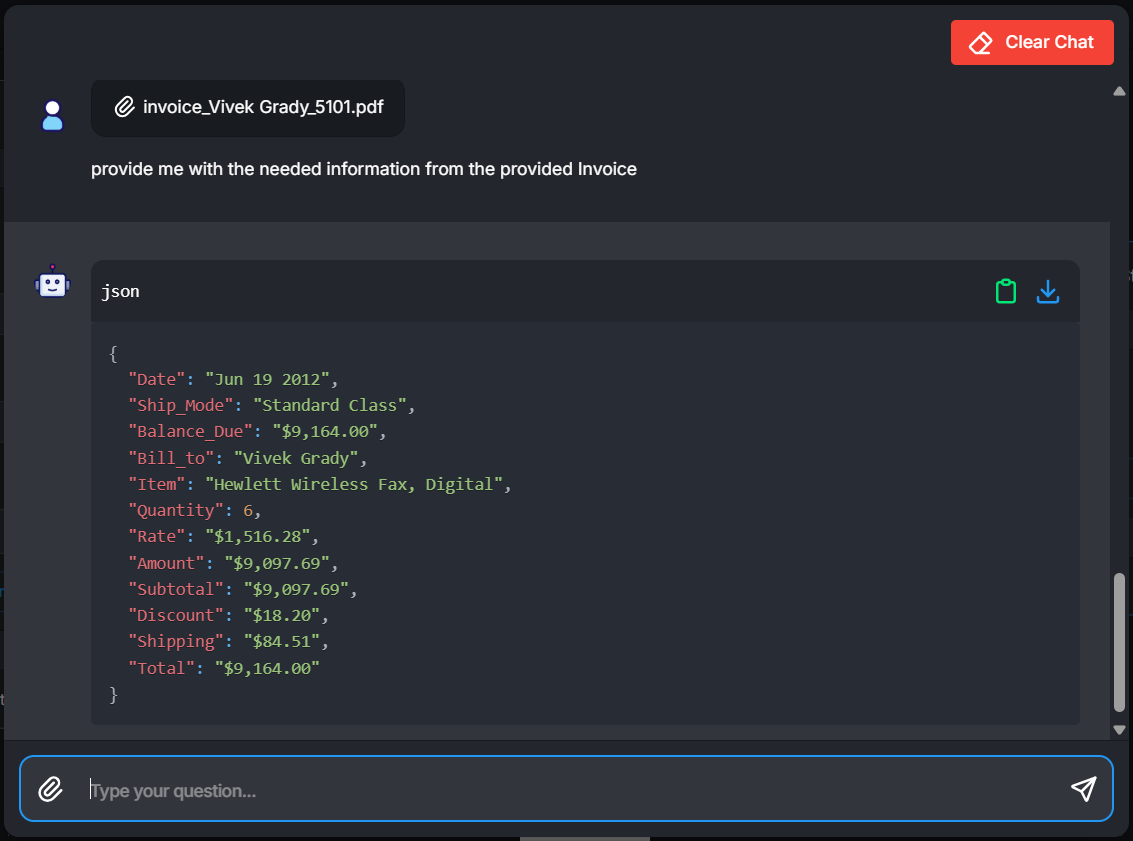 Clear Chat
invoice_Vivek Grady_5101.pdf
provide me with the needed information from the provided Invoice
json
{
"Date": "Jun 19 2012",
"Ship_Mode": "Standard Class",
"Balance_Due": "$9,164.00",
"Bill_to": "Vivek Grady",
"Item": "Hewlett Wireless Fax, Digital",
"Quantity": 6,
"Rate": "$1,516.28",
"Amount": "$9,097.69",
"Subtotal": "$9,097.69",
"Discount": "$18.20",
"Shipping": "$84.51",
"Total": "$9,164.00"
}
Type your question...